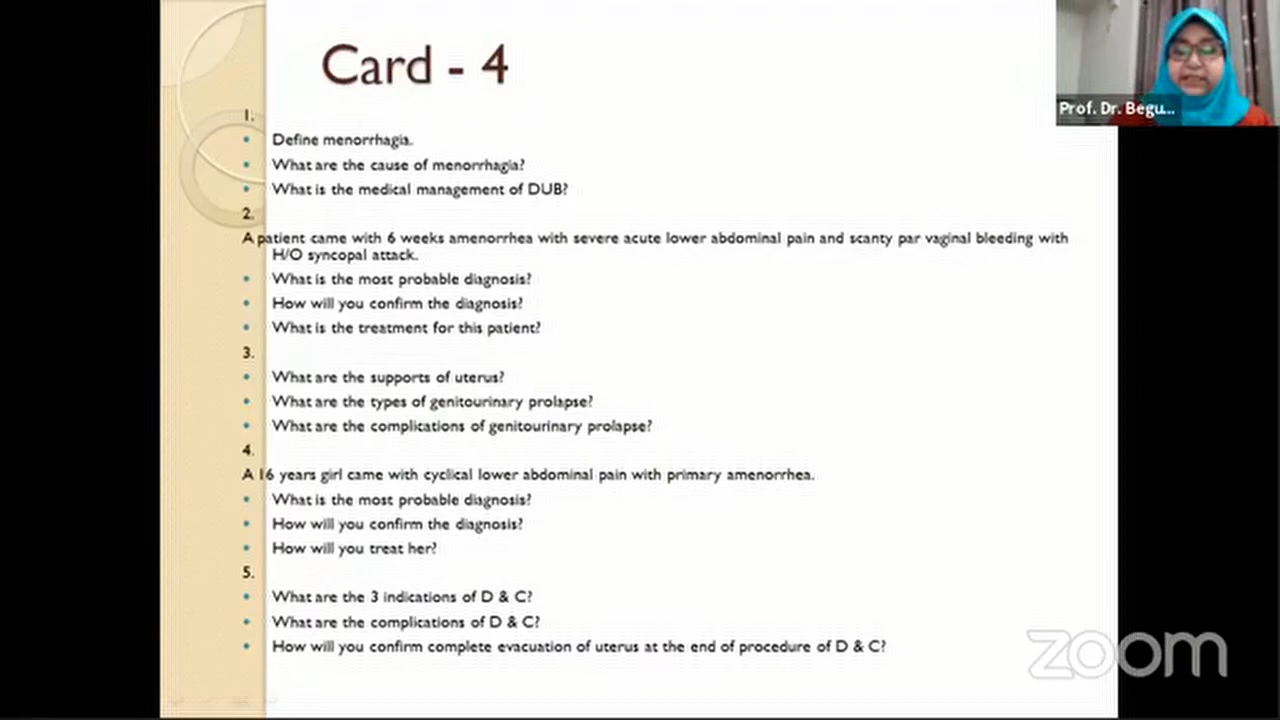 Card - 4
Prof. Dr. Begu...
1.
• Define menorrhagia.
• What are the cause of menorrhagia?
• What is the medical management of DUB?
2.
A patient came with 6 weeks amenorrhea with severe acute lower abdominal pain and scanty par vaginal bleeding with
H/O syncopal attack.
• What is the most probable diagnosis?
• How will you confirm the diagnosis?
• What is the treatment for this patient?
3.
• What are the supports of uterus?
• What are the types of genitourinary prolapse?
• What are the complications of genitourinary prolapse?
4.
A 16 years girl came with cyclical lower abdominal pain with primary amenorrhea.
• What is the most probable diagnosis?
• How will you confirm the diagnosis?
• How will you treat her?
5.
• What are the 3 indications of D & C?
• What are the complications of D & C?
• How will you confirm complete evacuation of uterus at the end of procedure of D & C?
zoom